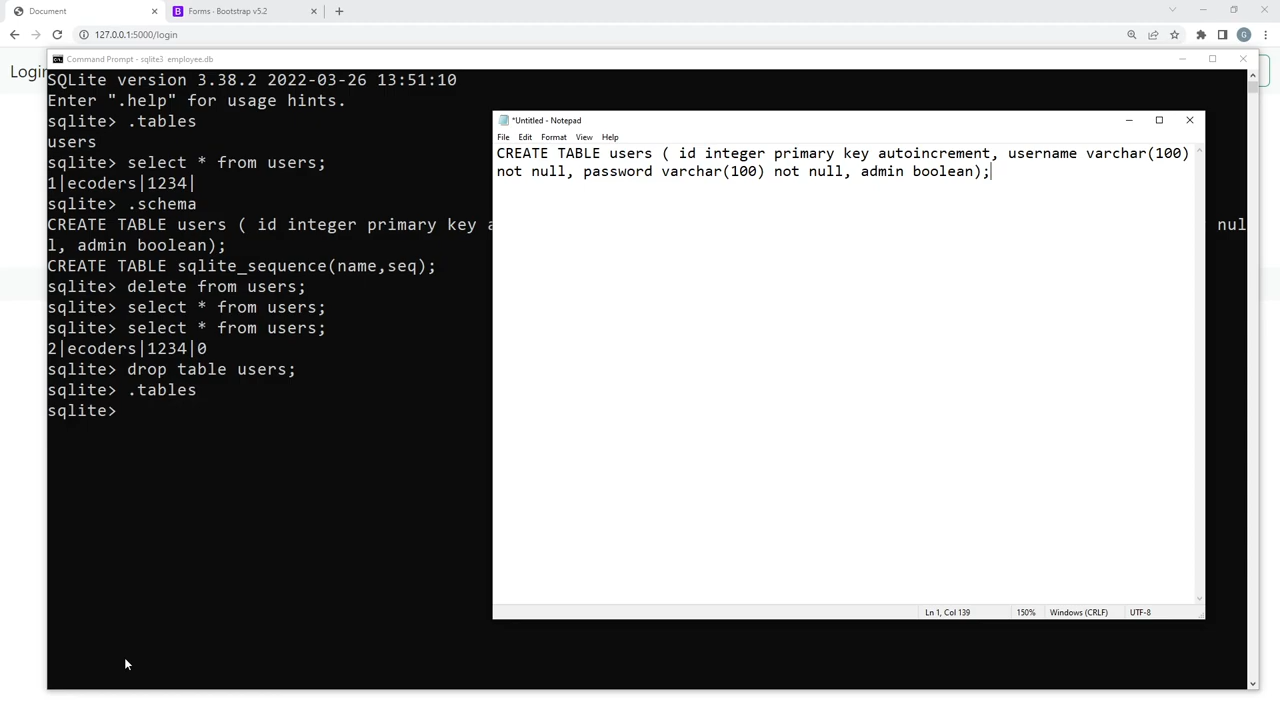 Document
Forms · Bootstrap v5.2
127.0.0.1:5000/login
G
Login
Command Prompt - sqlite3 employee.db
SQLite version 3.38.2 2022-03-26 13:51:10
Enter ".help" for usage hints.
sqlite> .tables
users
sqlite> select * from users;
1|ecoders|1234|
sqlite> .schema
CREATE TABLE users ( id integer primary key a
nul
l, admin boolean);
CREATE TABLE sqlite_sequence(name,seq);
sqlite> delete from users;
sqlite> select * from users;
sqlite> select * from users;
2|ecoders|1234|0
sqlite> drop table users;
sqlite> .tables
sqlite>
*Untitled - Notepad
File Edit Format View Help
CREATE TABLE users ( id integer primary key autoincrement, username varchar(100)
not null, password varchar(100) not null, admin boolean);
Ln 1, Col 139 150% Windows (CRLF) UTF-8